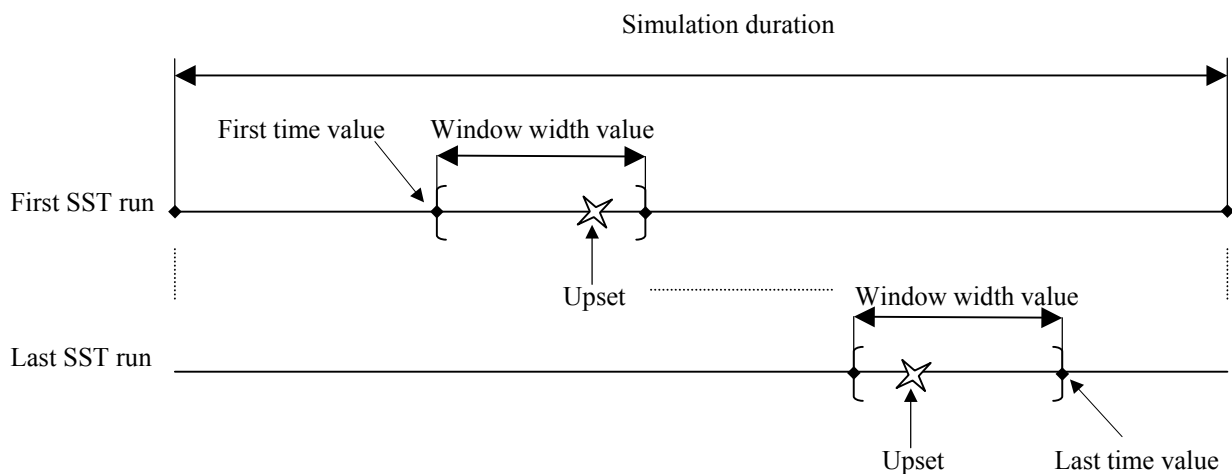 Simulation duration
First time value
Window width value
First SST run
Upset
Window width value
Last SST run
Upset
Last time value